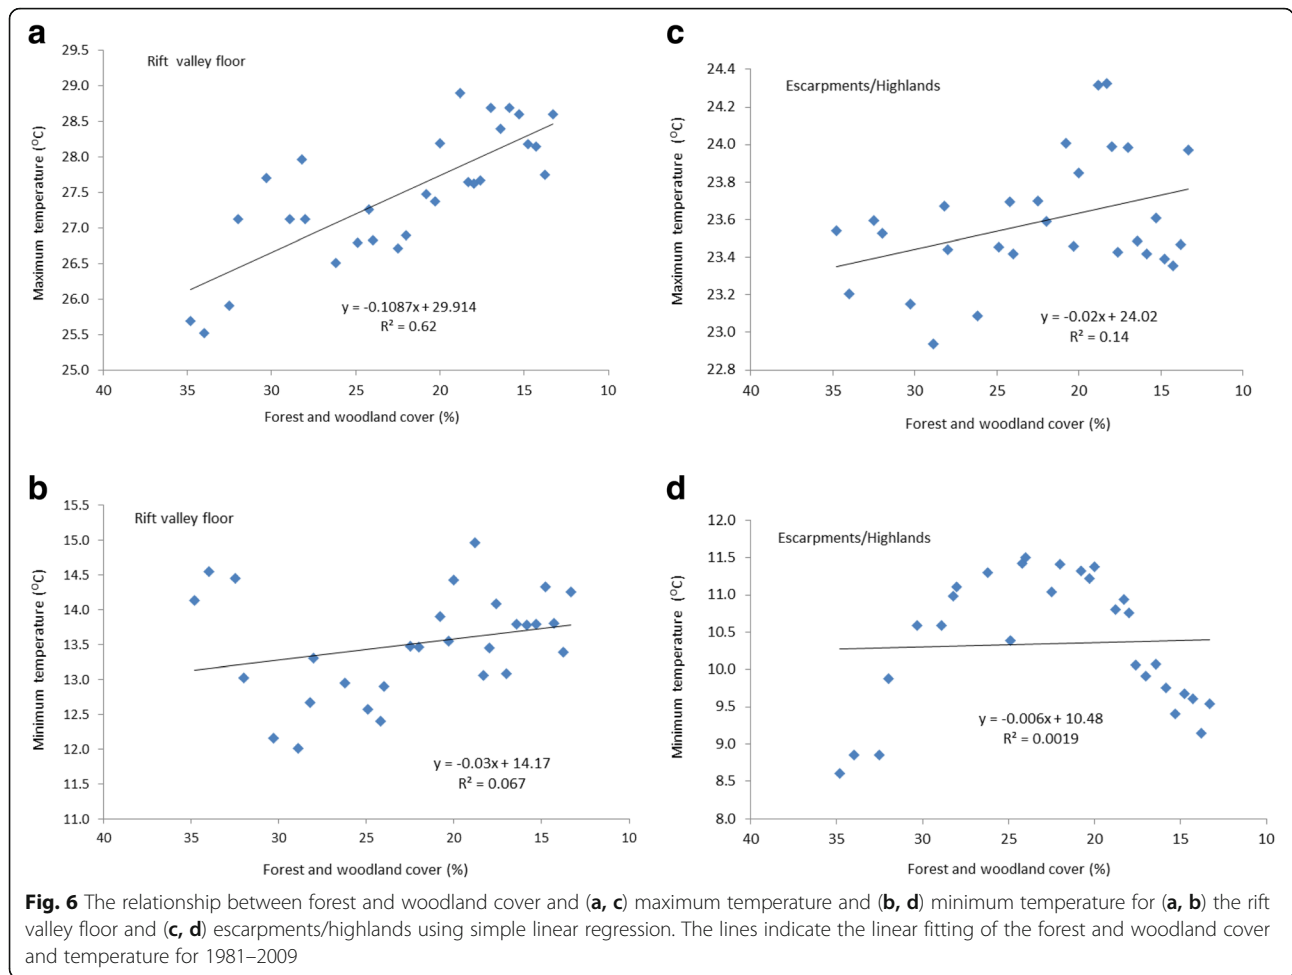 a
Rift valley floor
29.5
29.0
28.5
28.0
27.5
27.0
26.5
26.0
25.5
25.0
Maximum temperature (°C)
y = -0.1087x + 29.914
R² = 0.62
40 35 30 25 20 15 10
Forest and woodland cover (%)
c
Escarpments/Highlands
24.4
24.2
24.0
23.8
23.6
23.4
23.2
23.0
22.8
Maximum temperature (°C)
y = -0.02x + 24.02
R² = 0.14
40 35 30 25 20 15 10
Forest and woodland cover (%)
b
Rift valley floor
15.5
15.0
14.5
14.0
13.5
13.0
12.5
12.0
11.5
11.0
Minimum temperature (°C)
y = -0.03x + 14.17
R² = 0.067
40 35 30 25 20 15 10
Forest and woodland cover (%)
d
Escarpments/Highlands
12.0
11.5
11.0
10.5
10.0
9.5
9.0
8.5
8.0
Minimum temperature (°C)
y = -0.006x + 10.48
R² = 0.0019
40 35 30 25 20 15 10
Forest and woodland cover (%)
Fig. 6 The relationship between forest and woodland cover and (a, c) maximum temperature and (b, d) minimum temperature for (a, b) the rift
valley floor and (c, d) escarpments/highlands using simple linear regression. The lines indicate the linear fitting of the forest and woodland cover
and temperature for 1981–2009